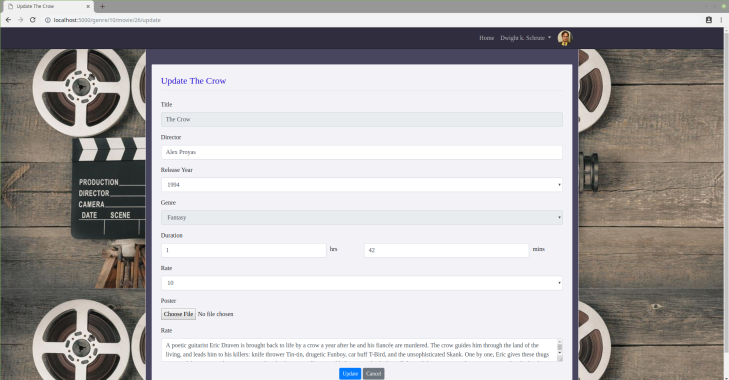 Update The Crow
localhost:5000/genre/10/movie/26/update
Home Dwight k. Schrute
Update The Crow
Title
The Crow
Director
Alex Proyas
Release Year
1994
Genre
Fantasy
Duration
1 hrs 42 mins
Rate
10
Poster
Choose File No file chosen
Rate
A poetic guitarist Eric Draven is brought back to life by a crow a year after he and his fiancée are murdered. The crow guides him through the land of the
living, and leads him to his killers: knife thrower Tin-tin, drugetic Funboy, car buff T-Bird, and the unsophisticated Skank. One by one, Eric gives these thugs
Update Cancel
PRODUCTION
DIRECTOR
CAMERA
DATE SCENE